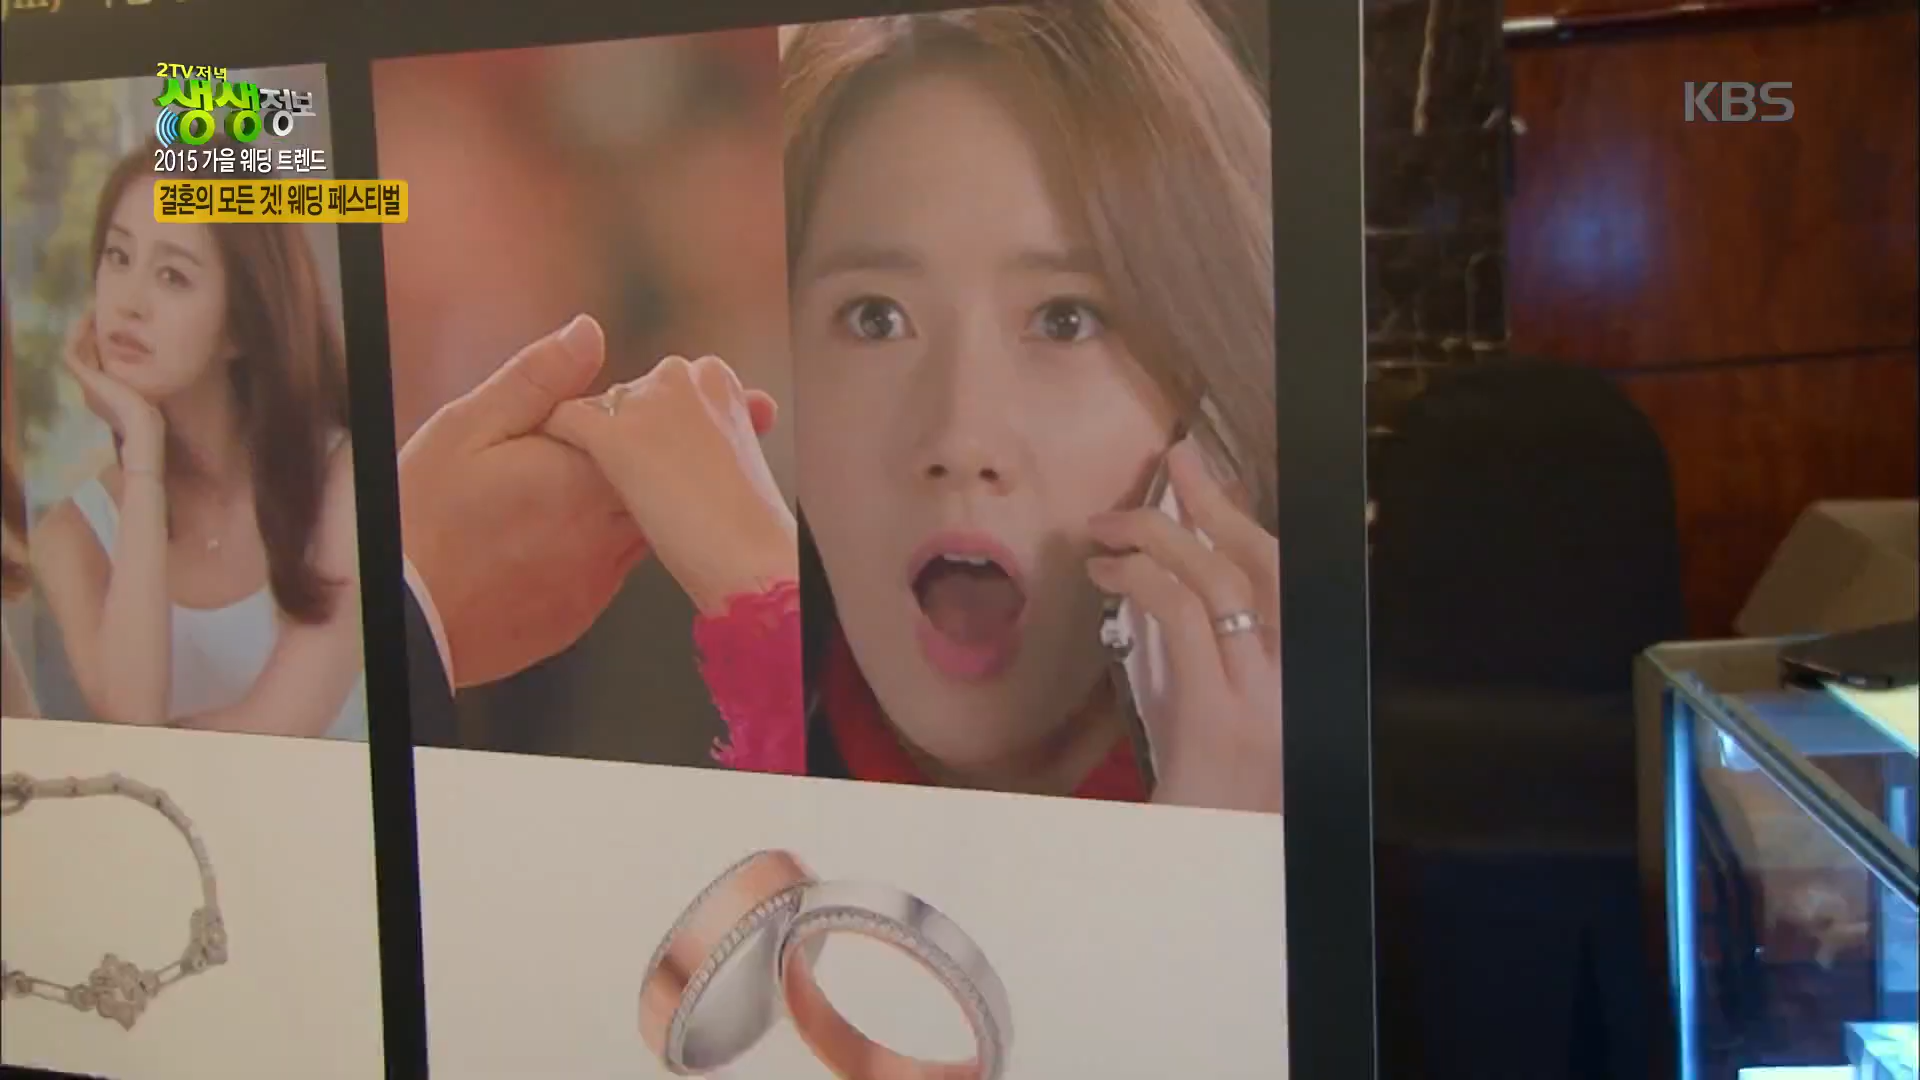 2TV 저녁
생생정보
2015 가을 웨딩 트렌드
결혼의 모든 것! 웨딩 페스티벌
KBS